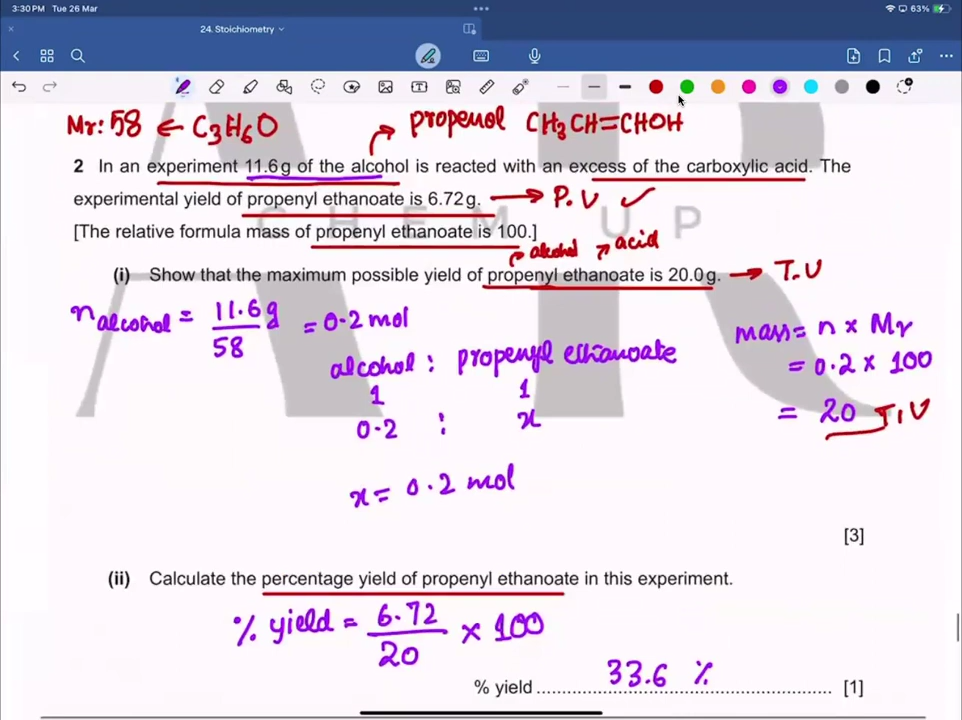 3:30 PM Tue 26 Mar
63%
24. Stoichiometry
Mr: 58 ← C3H6O
propenol CH3CH=CHOH
2 In an experiment 11.6 g of the alcohol is reacted with an excess of the carboxylic acid. The
experimental yield of propenyl ethanoate is 6.72 g. → P.V ✓
[The relative formula mass of propenyl ethanoate is 100.]
alcohol acid
(i) Show that the maximum possible yield of propenyl ethanoate is 20.0 g. → T.V
n alcohol = 11.6g / 58 = 0.2 mol
mass = n × Mr
alcohol : propenyl ethanoate
= 0.2 × 100
1 1
= 20 T.V
0.2 : x
x = 0.2 mol
[3]
(ii) Calculate the percentage yield of propenyl ethanoate in this experiment.
% yield = 6.72 / 20 × 100
% yield 33.6 % [1]
CHEM UP
AR